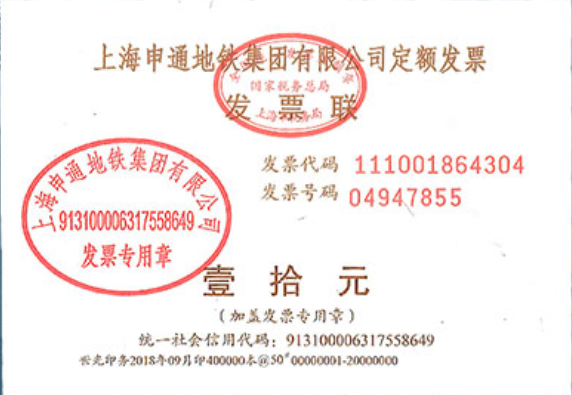 上海申通地铁集团有限公司定额发票
国家税务总局
发票联
上海市税务局
发票代码 111001864304
发票号码 04947855
上海申通地铁集团有限公司
913100006317558649
发票专用章
壹拾元
(加盖发票专用章)
统一社会信用代码：913100006317558649
印务2018年09月印400000本@50#00000001-20000000